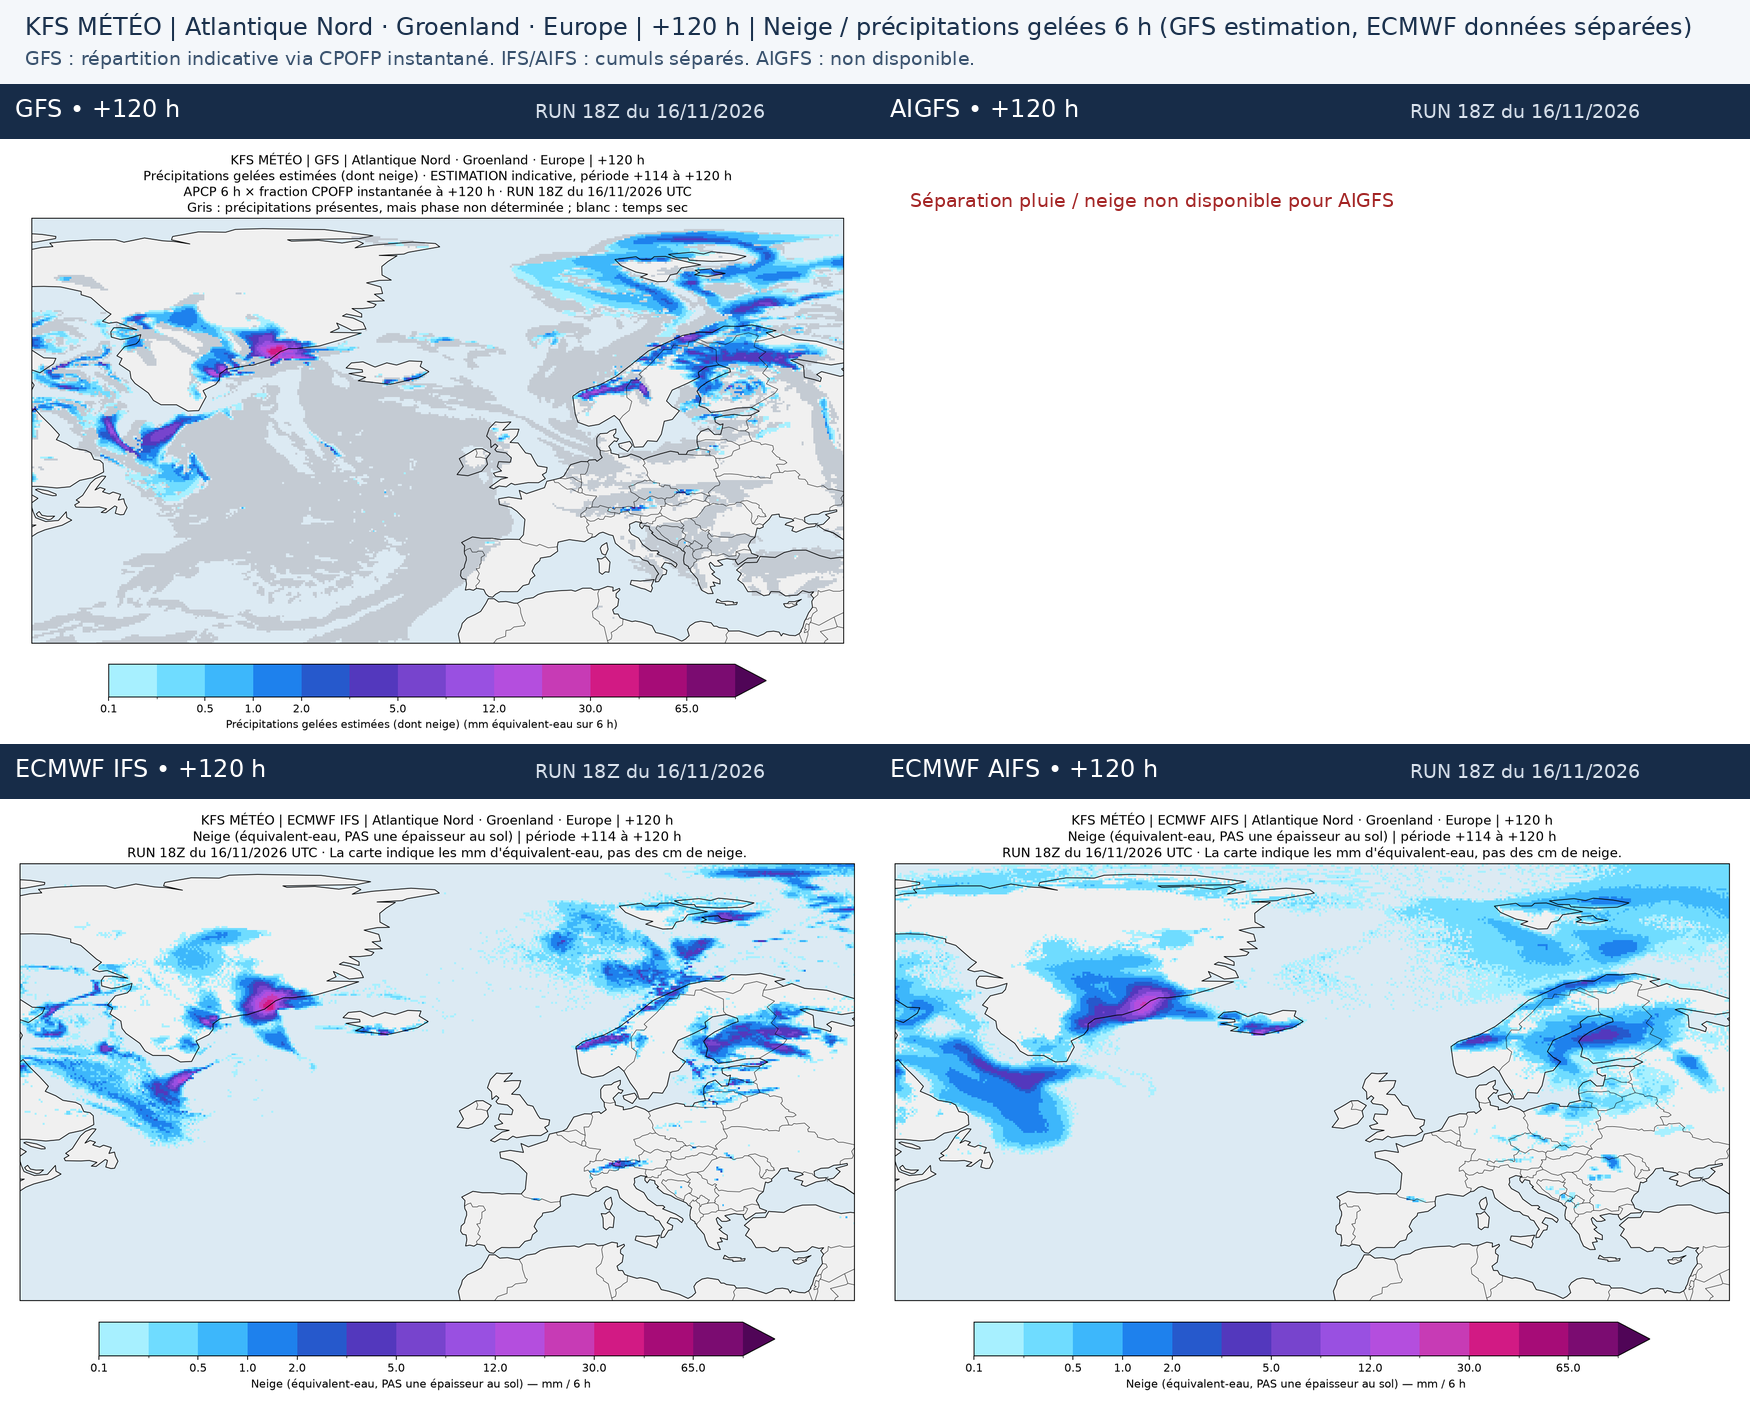 KFS MÉTÉO | Atlantique Nord · Groenland · Europe | +120 h | Neige / précipitations gelées 6 h (GFS estimation, ECMWF données séparées)
GFS : répartition indicative via CPOFP instantané. IFS/AIFS : cumuls séparés. AIGFS : non disponible.
GFS • +120 h
RUN 18Z du 16/11/2026
KFS MÉTÉO | GFS | Atlantique Nord · Groenland · Europe | +120 h
Précipitations gelées estimées (dont neige) · ESTIMATION indicative, période +114 à +120 h
APCP 6 h × fraction CPOFP instantanée à +120 h · RUN 18Z du 16/11/2026 UTC
Gris : précipitations présentes, mais phase non déterminée ; blanc : temps sec
0.1 0.5 1.0 2.0 5.0 12.0 30.0 65.0
Précipitations gelées estimées (dont neige) (mm équivalent-eau sur 6 h)
AIGFS • +120 h
RUN 18Z du 16/11/2026
Séparation pluie / neige non disponible pour AIGFS
ECMWF IFS • +120 h
RUN 18Z du 16/11/2026
KFS MÉTÉO | ECMWF IFS | Atlantique Nord · Groenland · Europe | +120 h
Neige (équivalent-eau, PAS une épaisseur au sol) | période +114 à +120 h
RUN 18Z du 16/11/2026 UTC · La carte indique les mm d'équivalent-eau, pas des cm de neige.
0.1 0.5 1.0 2.0 5.0 12.0 30.0 65.0
Neige (équivalent-eau, PAS une épaisseur au sol) — mm / 6 h
ECMWF AIFS • +120 h
RUN 18Z du 16/11/2026
KFS MÉTÉO | ECMWF AIFS | Atlantique Nord · Groenland · Europe | +120 h
Neige (équivalent-eau, PAS une épaisseur au sol) | période +114 à +120 h
RUN 18Z du 16/11/2026 UTC · La carte indique les mm d'équivalent-eau, pas des cm de neige.
0.1 0.5 1.0 2.0 5.0 12.0 30.0 65.0
Neige (équivalent-eau, PAS une épaisseur au sol) — mm / 6 h